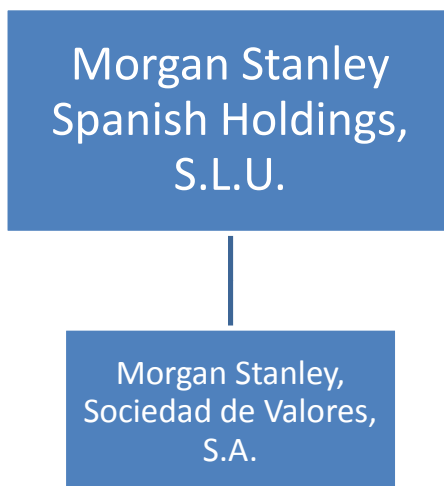 Morgan Stanley
Spanish Holdings,
S.L.U.
Morgan Stanley,
Sociedad de Valores,
S.A.